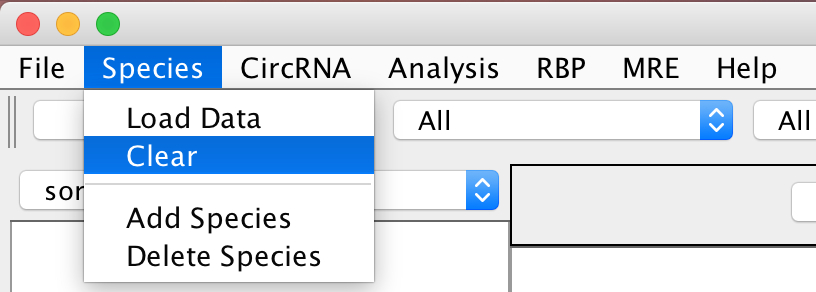 File Species CircRNA Analysis RBP MRE Help
Load Data
All
All
Clear
sor
Add Species
Delete Species